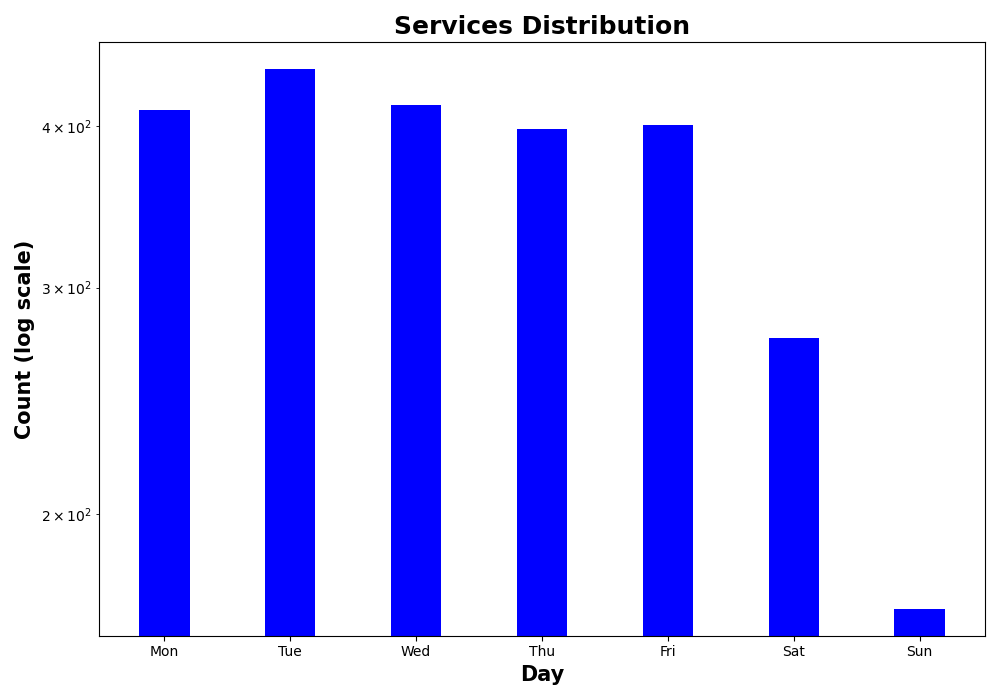 Services Distribution
Count (log scale)
4 × 10²
3 × 10²
2 × 10²
Mon Tue Wed Thu Fri Sat Sun
Day